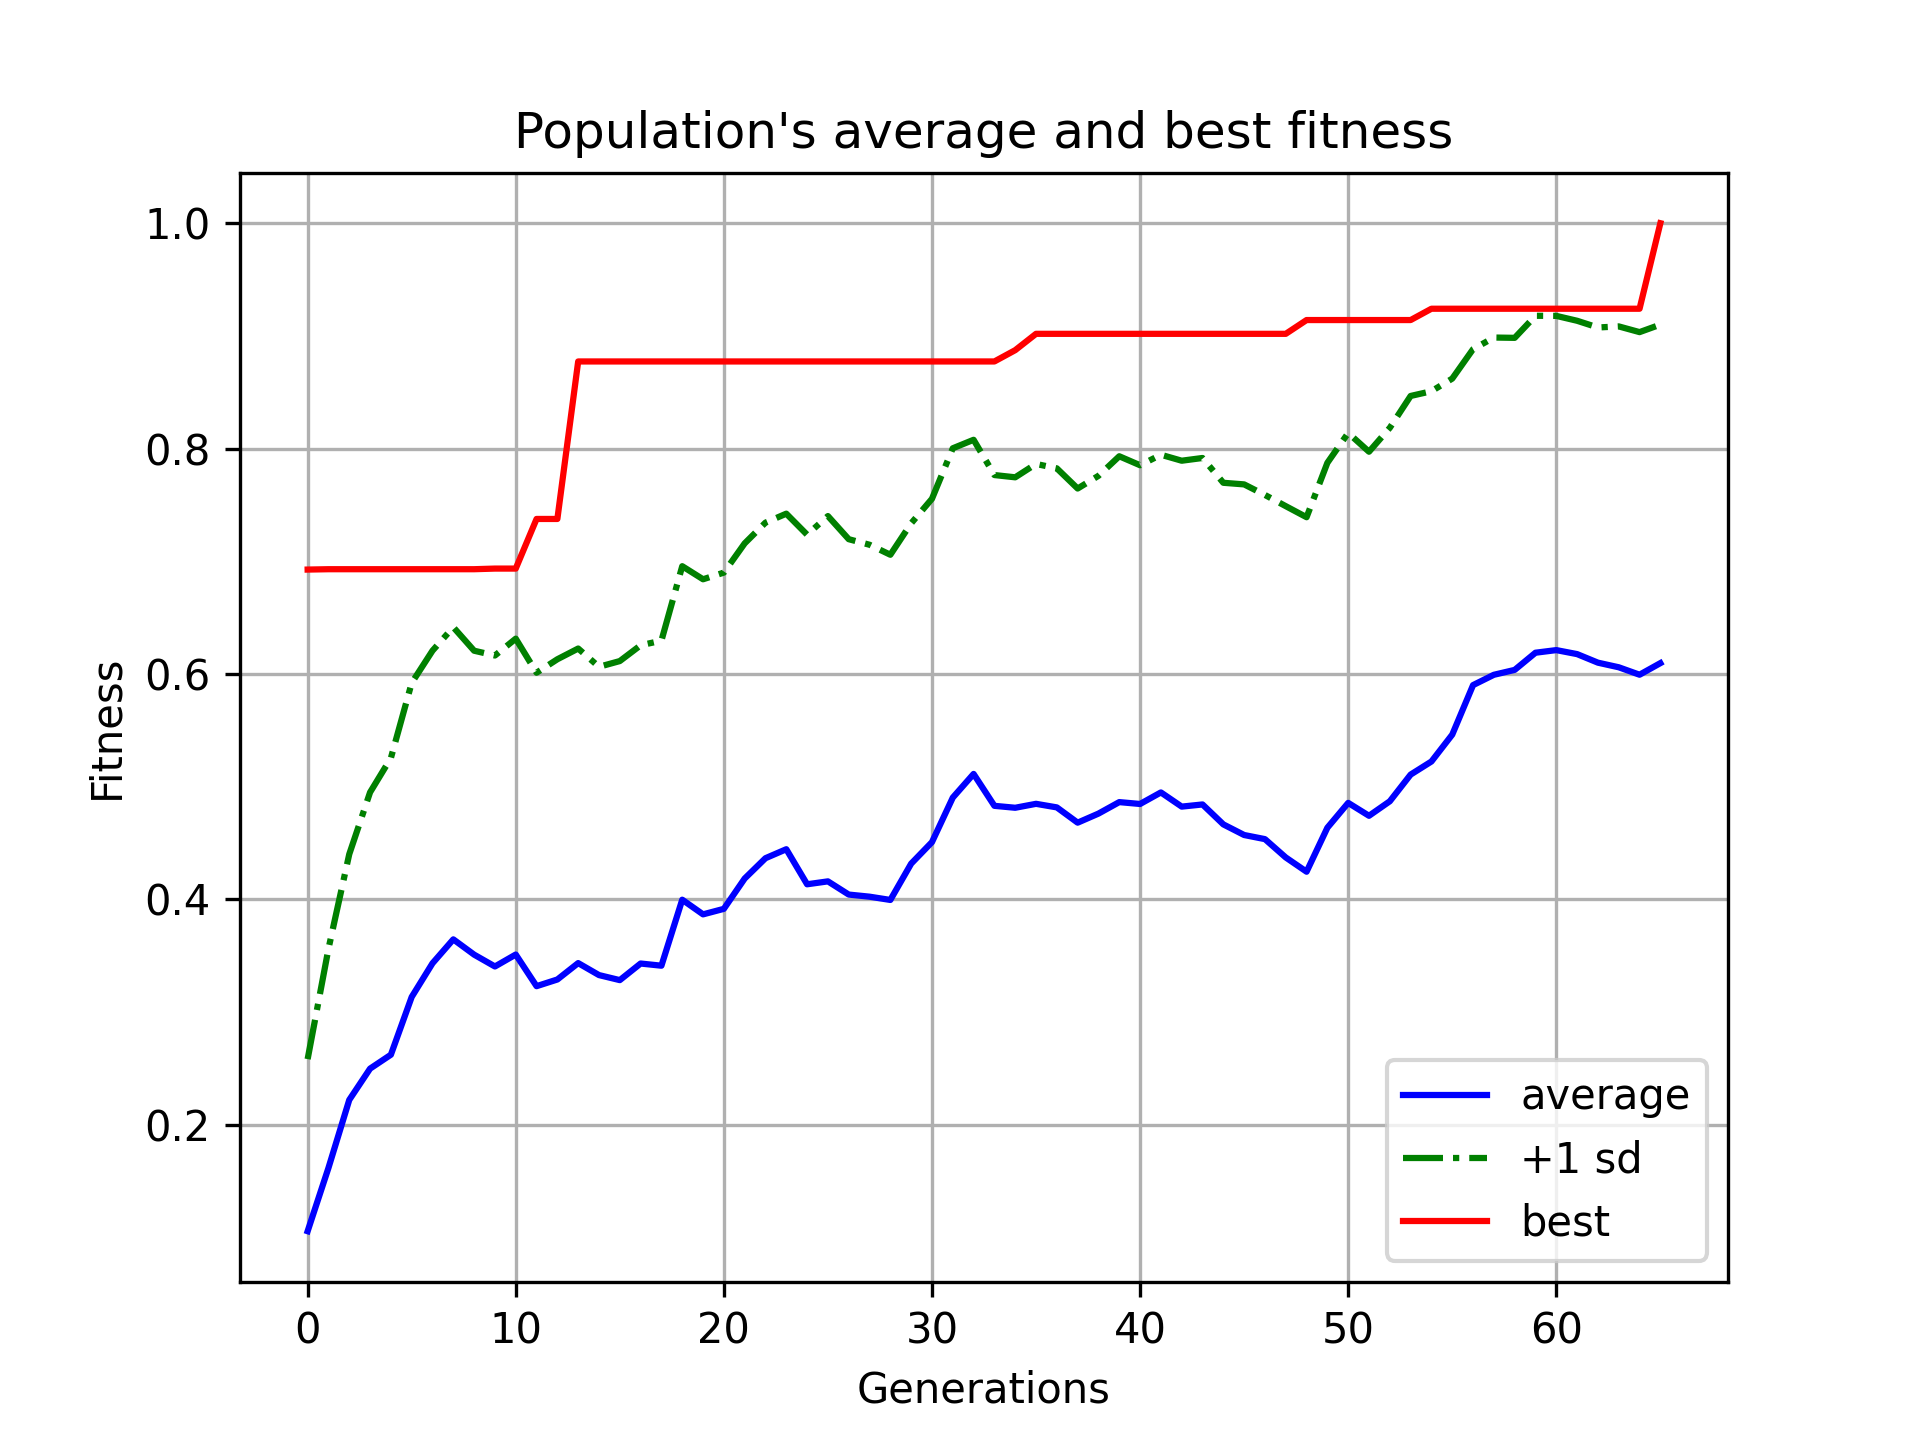 Population's average and best fitness
1.0
0.8
0.6
0.4
0.2
Fitness
0 10 20 30 40 50 60
Generations
average
+1 sd
best